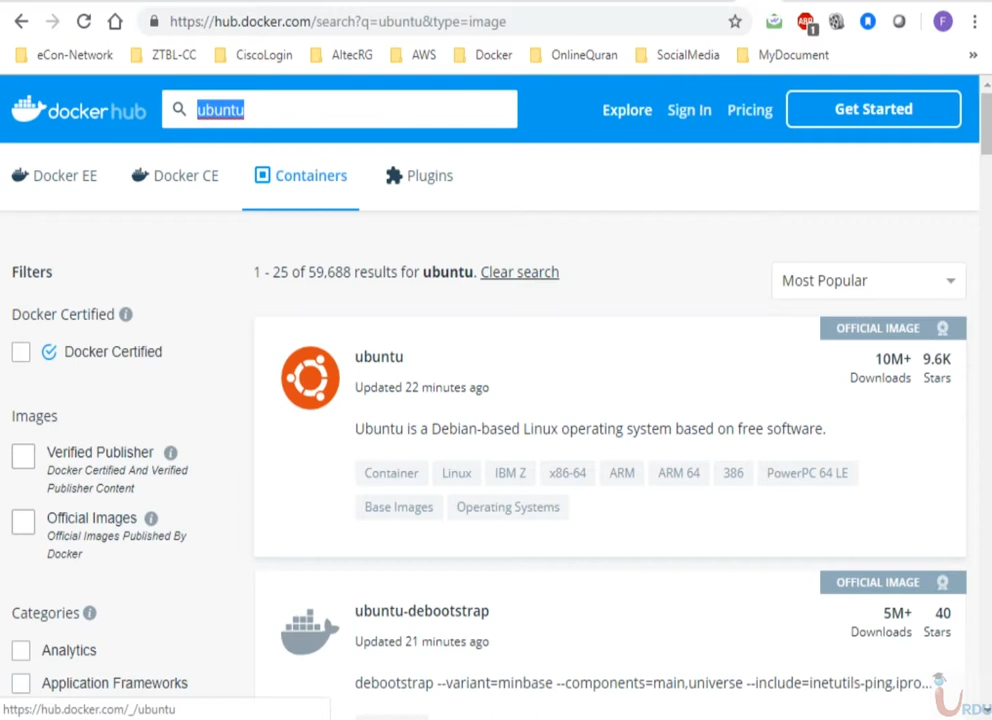 https://hub.docker.com/search?q=ubuntu&type=image
ABP 1 F
eCon-Network ZTBL-CC CiscoLogin AltecRG AWS Docker OnlineQuran SocialMedia MyDocument »
docker hub ubuntu Explore Sign In Pricing Get Started
Docker EE Docker CE Containers Plugins
Filters
1 - 25 of 59,688 results for ubuntu. Clear search
Most Popular
Docker Certified
Docker Certified
Images
Verified Publisher
Docker Certified And Verified
Publisher Content
Official Images
Official Images Published By
Docker
Categories
Analytics
Application Frameworks
OFFICIAL IMAGE
ubuntu
10M+ 9.6K
Downloads Stars
Updated 22 minutes ago
Ubuntu is a Debian-based Linux operating system based on free software.
Container Linux IBM Z x86-64 ARM ARM 64 386 PowerPC 64 LE
Base Images Operating Systems
OFFICIAL IMAGE
ubuntu-debootstrap
5M+ 40
Downloads Stars
Updated 21 minutes ago
debootstrap --variant=minbase --components=main,universe --include=inetutils-ping,ipro...
https://hub.docker.com/_/ubuntu
URDU